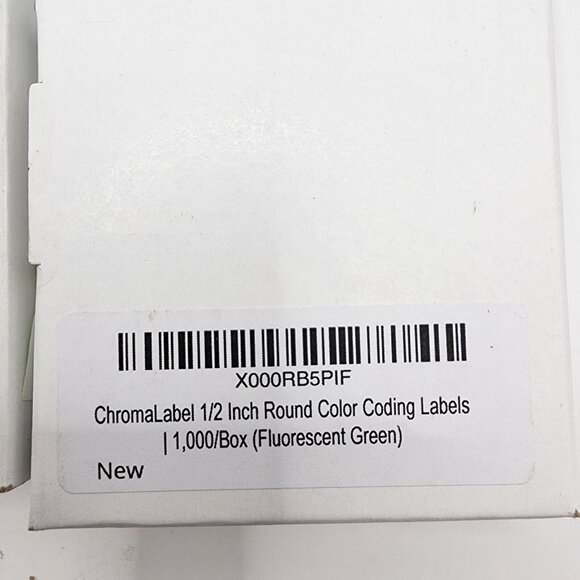 X000RB5PIF
ChromaLabel 1/2 Inch Round Color Coding Labels
| 1,000/Box (Fluorescent Green)
New